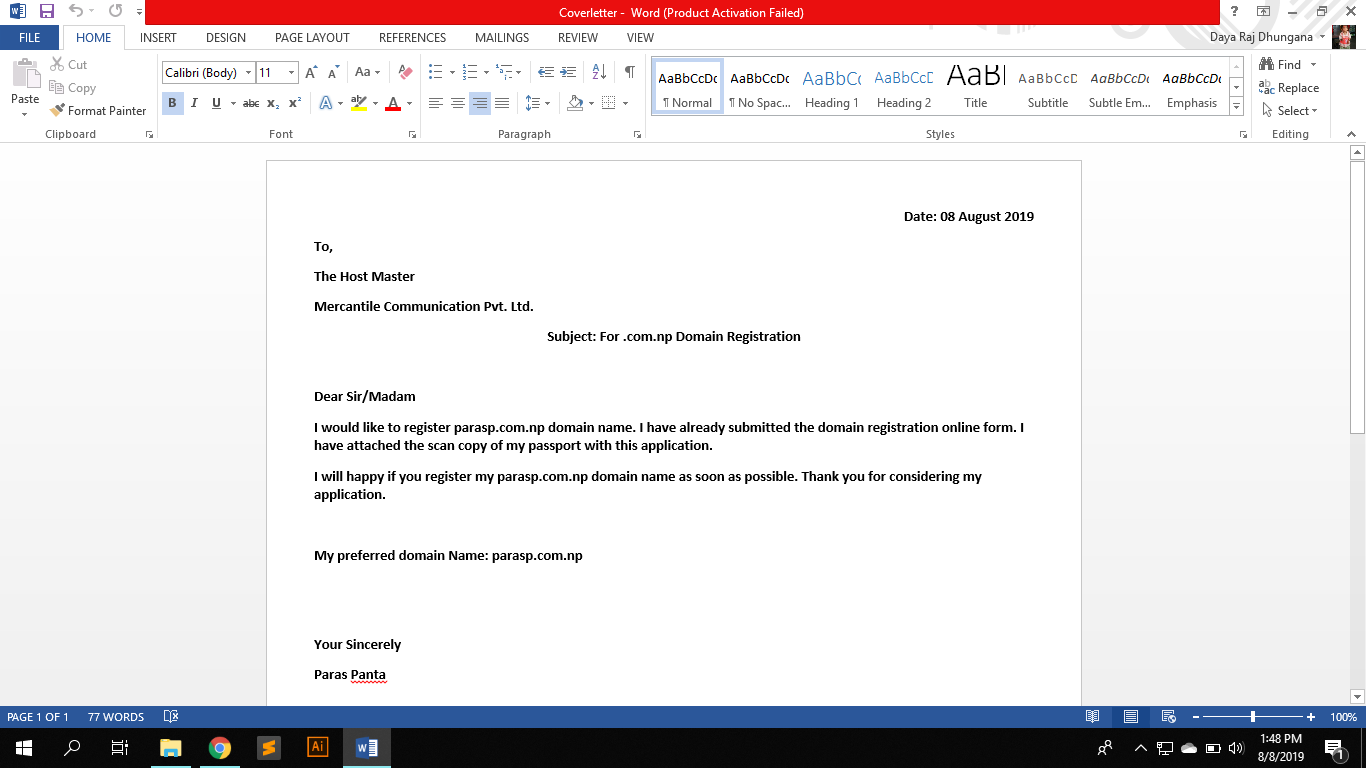 Coverletter - Word (Product Activation Failed)
FILE HOME INSERT DESIGN PAGE LAYOUT REFERENCES MAILINGS REVIEW VIEW Daya Raj Dhungana
Paste Cut Copy Format Painter
Clipboard
Calibri (Body) 11 Aa
B I U abc x₂ x² A ab A
Font
Paragraph
AaBbCcDc AaBbCcDc AaBbCc AaBbCcD AaBl AaBbCcD AaBbCcDc AaBbCcDc
¶ Normal ¶ No Spac... Heading 1 Heading 2 Title Subtitle Subtle Em... Emphasis
Styles
Find
Replace
Select
Editing
Date: 08 August 2019
To,
The Host Master
Mercantile Communication Pvt. Ltd.
Subject: For .com.np Domain Registration
Dear Sir/Madam
I would like to register parasp.com.np domain name. I have already submitted the domain registration online form. I
have attached the scan copy of my passport with this application.
I will happy if you register my parasp.com.np domain name as soon as possible. Thank you for considering my
application.
My preferred domain Name: parasp.com.np
Your Sincerely
Paras Panta
PAGE 1 OF 1 77 WORDS 100%
1:48 PM
8/8/2019
1